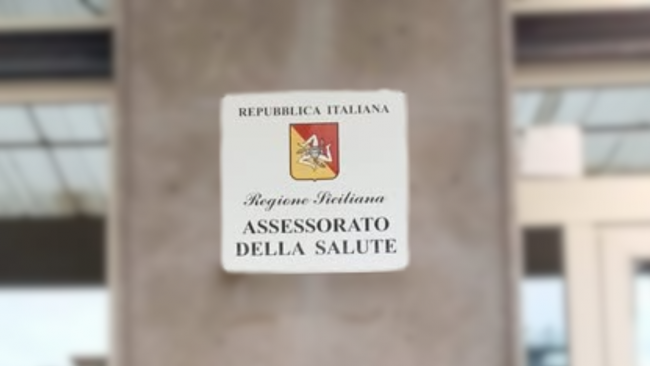 REPUBBLICA ITALIANA
Regione Siciliana
ASSESSORATO
DELLA SALUTE